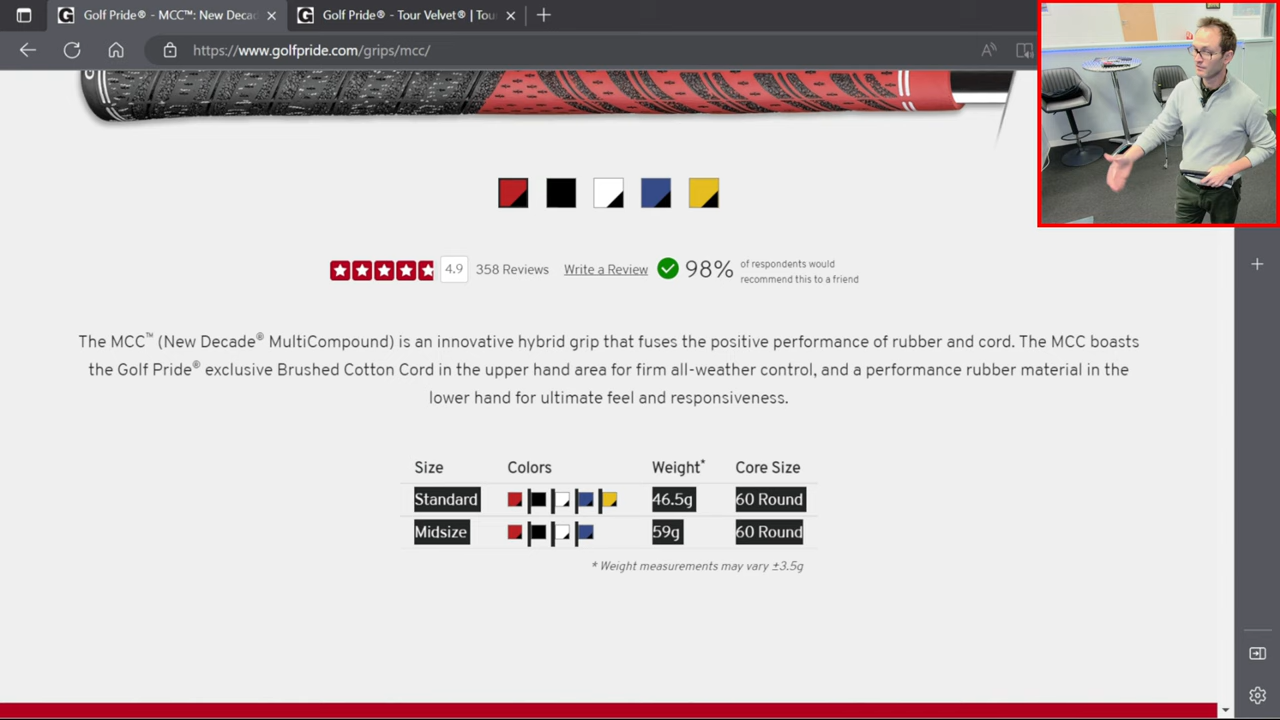 Golf Pride® - MCC™: New Decad
Golf Pride® - Tour Velvet® | Tou
https://www.golfpride.com/grips/mcc/
4.9
358 Reviews
Write a Review
98%
of respondents would
recommend this to a friend
The MCC™ (New Decade® MultiCompound) is an innovative hybrid grip that fuses the positive performance of rubber and cord. The MCC boasts
the Golf Pride® exclusive Brushed Cotton Cord in the upper hand area for firm all-weather control, and a performance rubber material in the
lower hand for ultimate feel and responsiveness.
Size Colors Weight* Core Size
Standard 46.5g 60 Round
Midsize 59g 60 Round
* Weight measurements may vary ±3.5g